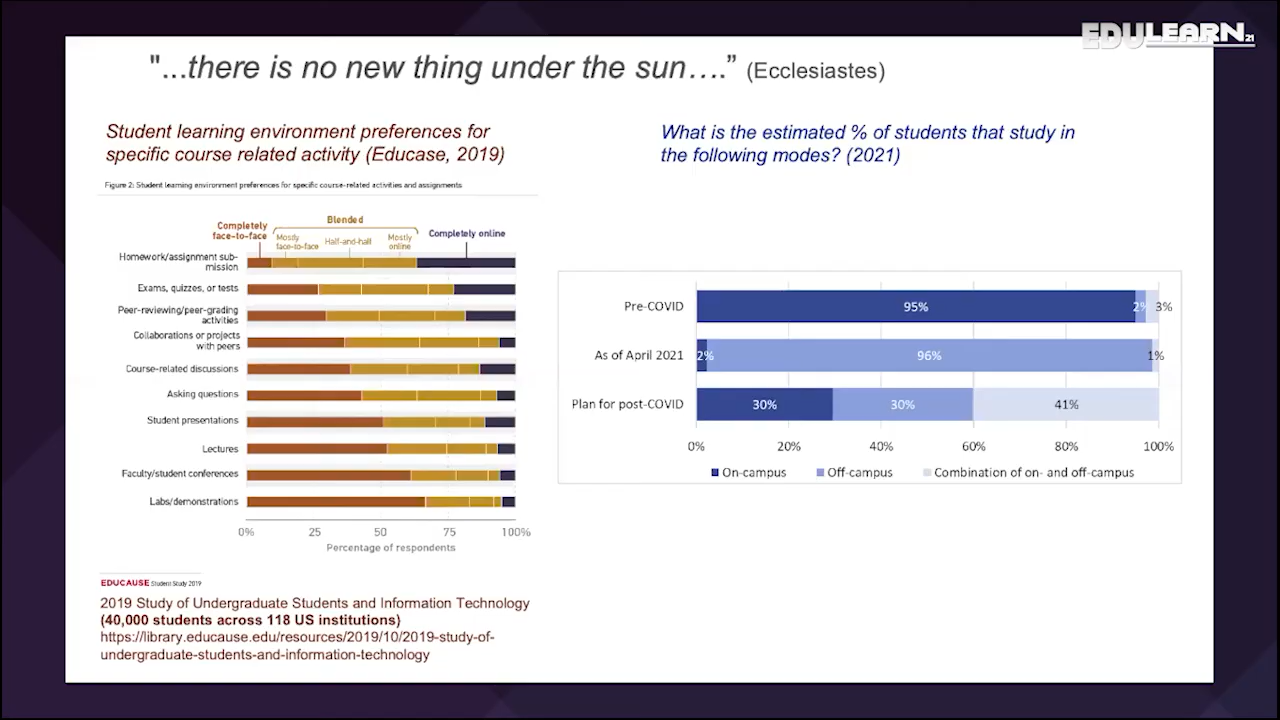 EDULEARN21
"...there is no new thing under the sun…." (Ecclesiastes)
Student learning environment preferences for
specific course related activity (Educase, 2019)
Figure 2: Student learning environment preferences for specific course-related activities and assignments
Completely
face-to-face
Blended
Mostly
face-to-face
Half-and-half
Mostly
online
Completely online
Homework/assignment sub-
mission
Exams, quizzes, or tests
Peer-reviewing/peer-grading
activities
Collaborations or projects
with peers
Course-related discussions
Asking questions
Student presentations
Lectures
Faculty/student conferences
Labs/demonstrations
0% 25 50 75 100%
Percentage of respondents
EDUCAUSE Student Study 2019
2019 Study of Undergraduate Students and Information Technology
(40,000 students across 118 US institutions)
https://library.educause.edu/resources/2019/10/2019-study-of-
undergraduate-students-and-information-technology
What is the estimated % of students that study in
the following modes? (2021)
Pre-COVID 95% 2% 3%
As of April 2021 2% 96% 1%
Plan for post-COVID 30% 30% 41%
0% 20% 40% 60% 80% 100%
On-campus Off-campus Combination of on- and off-campus